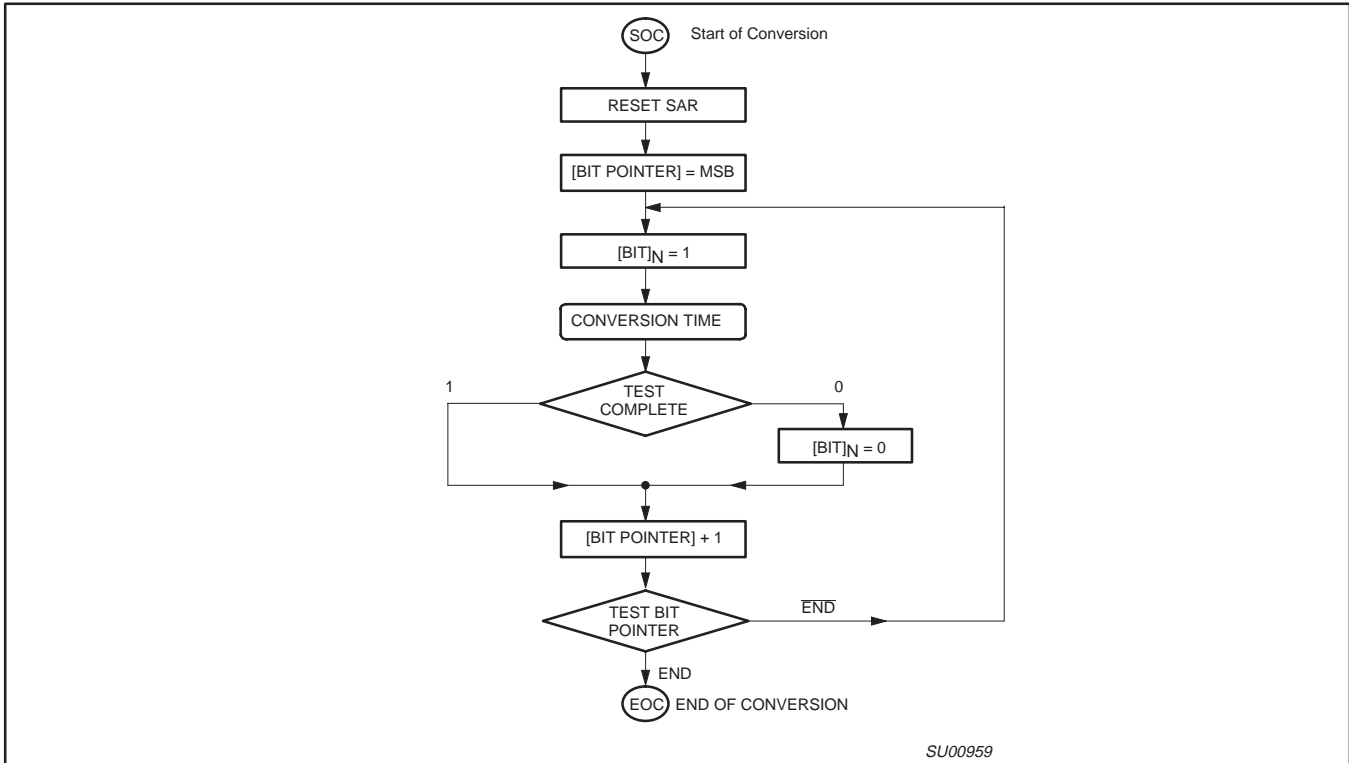 SOC Start of Conversion
RESET SAR
[BIT POINTER] = MSB
[BIT]N = 1
CONVERSION TIME
1
TEST
COMPLETE
0
[BIT]N = 0
[BIT POINTER] + 1
TEST BIT
POINTER
END
END
EOC END OF CONVERSION
SU00959